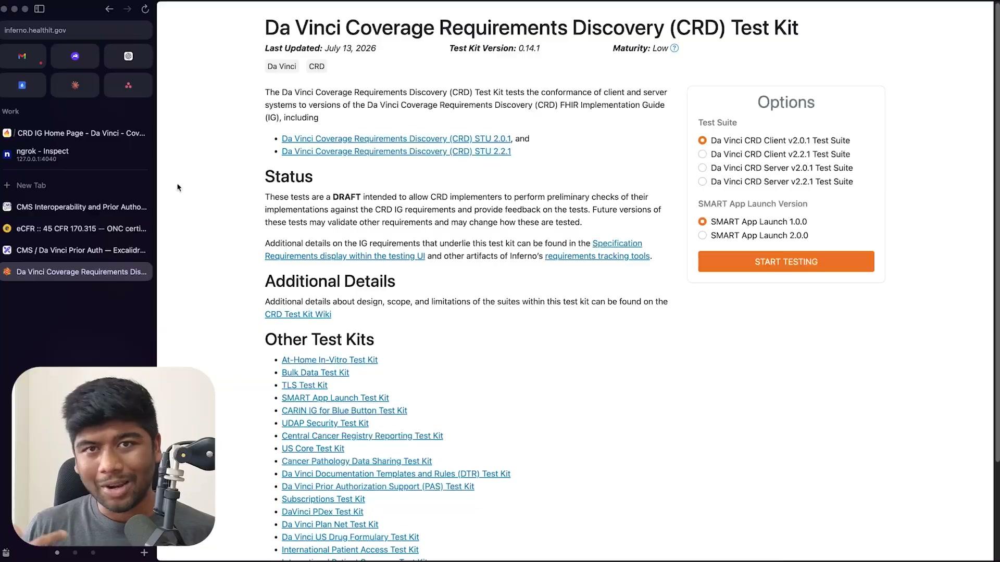 inferno.healthit.gov
Work
CRD IG Home Page - Da Vinci - Cov...
ngrok - Inspect
127.0.0.1:4040
New Tab
CMS Interoperability and Prior Autho...
eCFR :: 45 CFR 170.315 — ONC certi...
CMS / Da Vinci Prior Auth — Excalidr...
Da Vinci Coverage Requirements Dis...
Da Vinci Coverage Requirements Discovery (CRD) Test Kit
Last Updated: July 13, 2026 Test Kit Version: 0.14.1 Maturity: Low
Da Vinci CRD
The Da Vinci Coverage Requirements Discovery (CRD) Test Kit tests the conformance of client and server
systems to versions of the Da Vinci Coverage Requirements Discovery (CRD) FHIR Implementation Guide
(IG), including
Da Vinci Coverage Requirements Discovery (CRD) STU 2.0.1, and
Da Vinci Coverage Requirements Discovery (CRD) STU 2.2.1
Status
These tests are a DRAFT intended to allow CRD implementers to perform preliminary checks of their
implementations against the CRD IG requirements and provide feedback on the tests. Future versions of
these tests may validate other requirements and may change how these are tested.
Additional details on the IG requirements that underlie this test kit can be found in the Specification
Requirements display within the testing UI and other artifacts of Inferno's requirements tracking tools.
Additional Details
Additional details about design, scope, and limitations of the suites within this test kit can be found on the
CRD Test Kit Wiki
Other Test Kits
At-Home In-Vitro Test Kit
Bulk Data Test Kit
TLS Test Kit
SMART App Launch Test Kit
CARIN IG for Blue Button Test Kit
UDAP Security Test Kit
Central Cancer Registry Reporting Test Kit
US Core Test Kit
Cancer Pathology Data Sharing Test Kit
Da Vinci Documentation Templates and Rules (DTR) Test Kit
Da Vinci Prior Authorization Support (PAS) Test Kit
Subscriptions Test Kit
DaVinci PDex Test Kit
Da Vinci Plan Net Test Kit
Da Vinci US Drug Formulary Test Kit
International Patient Access Test Kit
Options
Test Suite
Da Vinci CRD Client v2.0.1 Test Suite
Da Vinci CRD Client v2.2.1 Test Suite
Da Vinci CRD Server v2.0.1 Test Suite
Da Vinci CRD Server v2.2.1 Test Suite
SMART App Launch Version
SMART App Launch 1.0.0
SMART App Launch 2.0.0
START TESTING